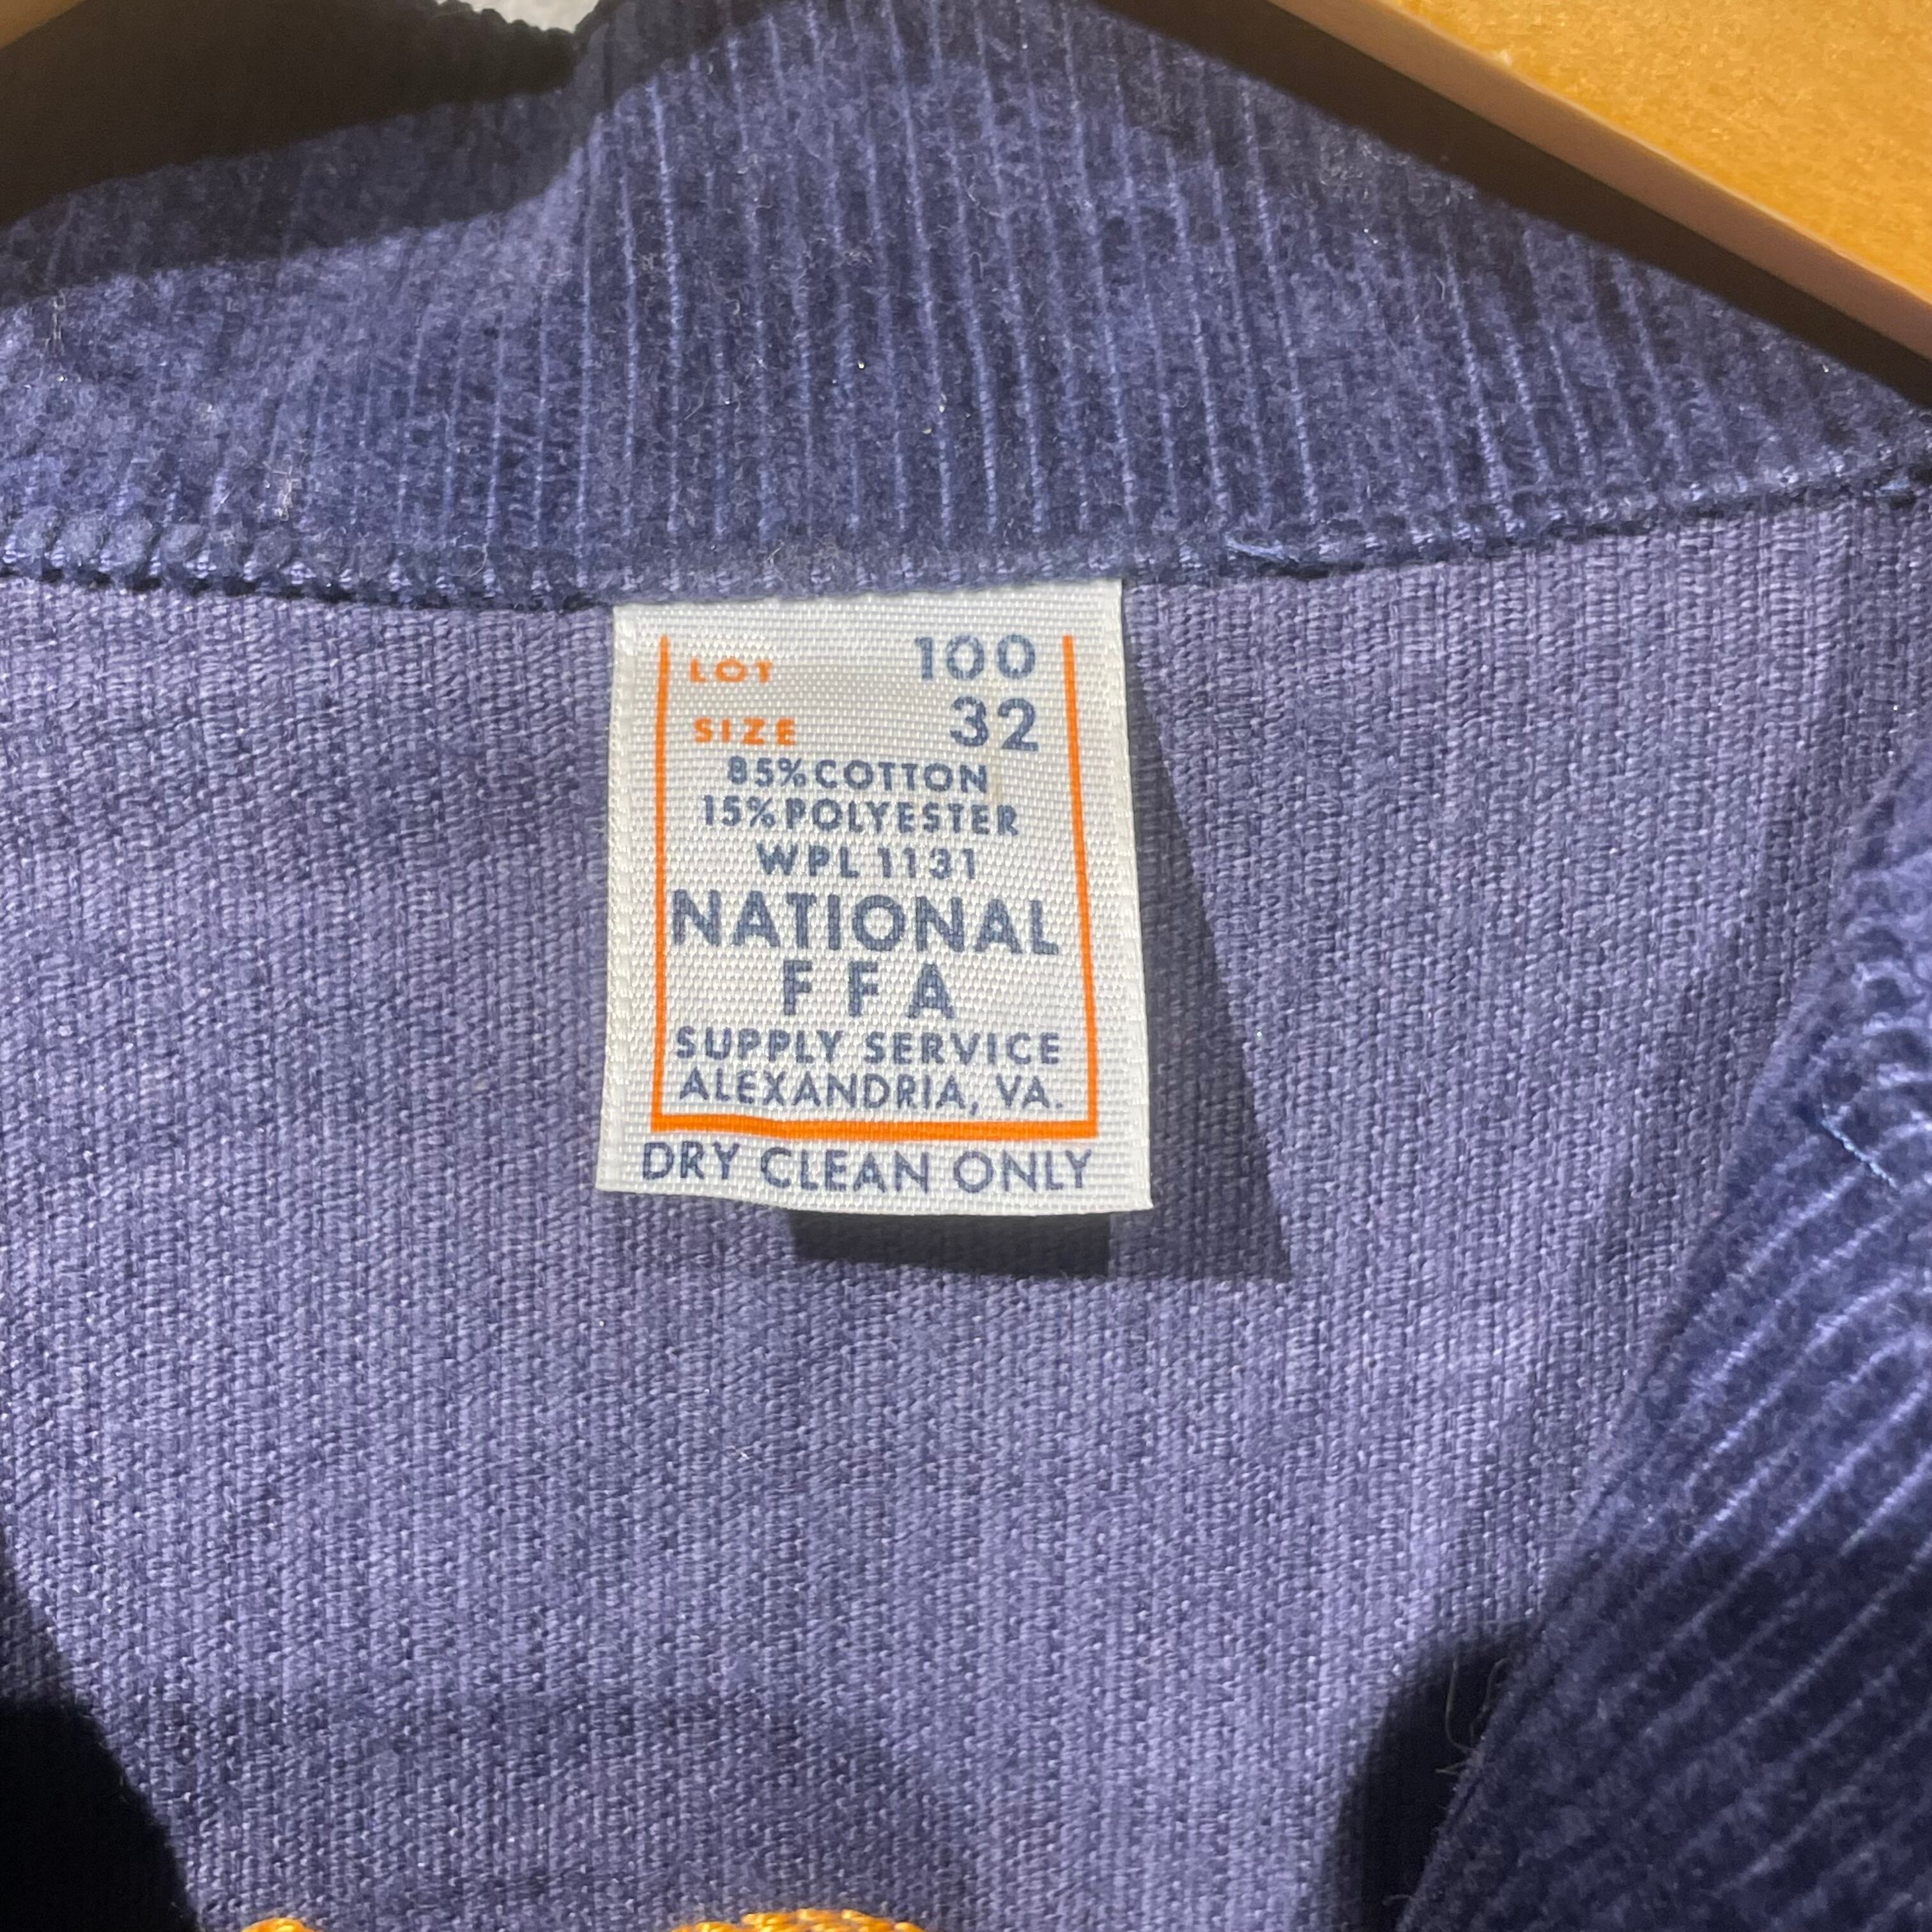 LOT 100
SIZE 32
85% COTTON
15% POLYESTER
WPL 1131
NATIONAL
FFA
SUPPLY SERVICE
ALEXANDRIA, VA.
DRY CLEAN ONLY